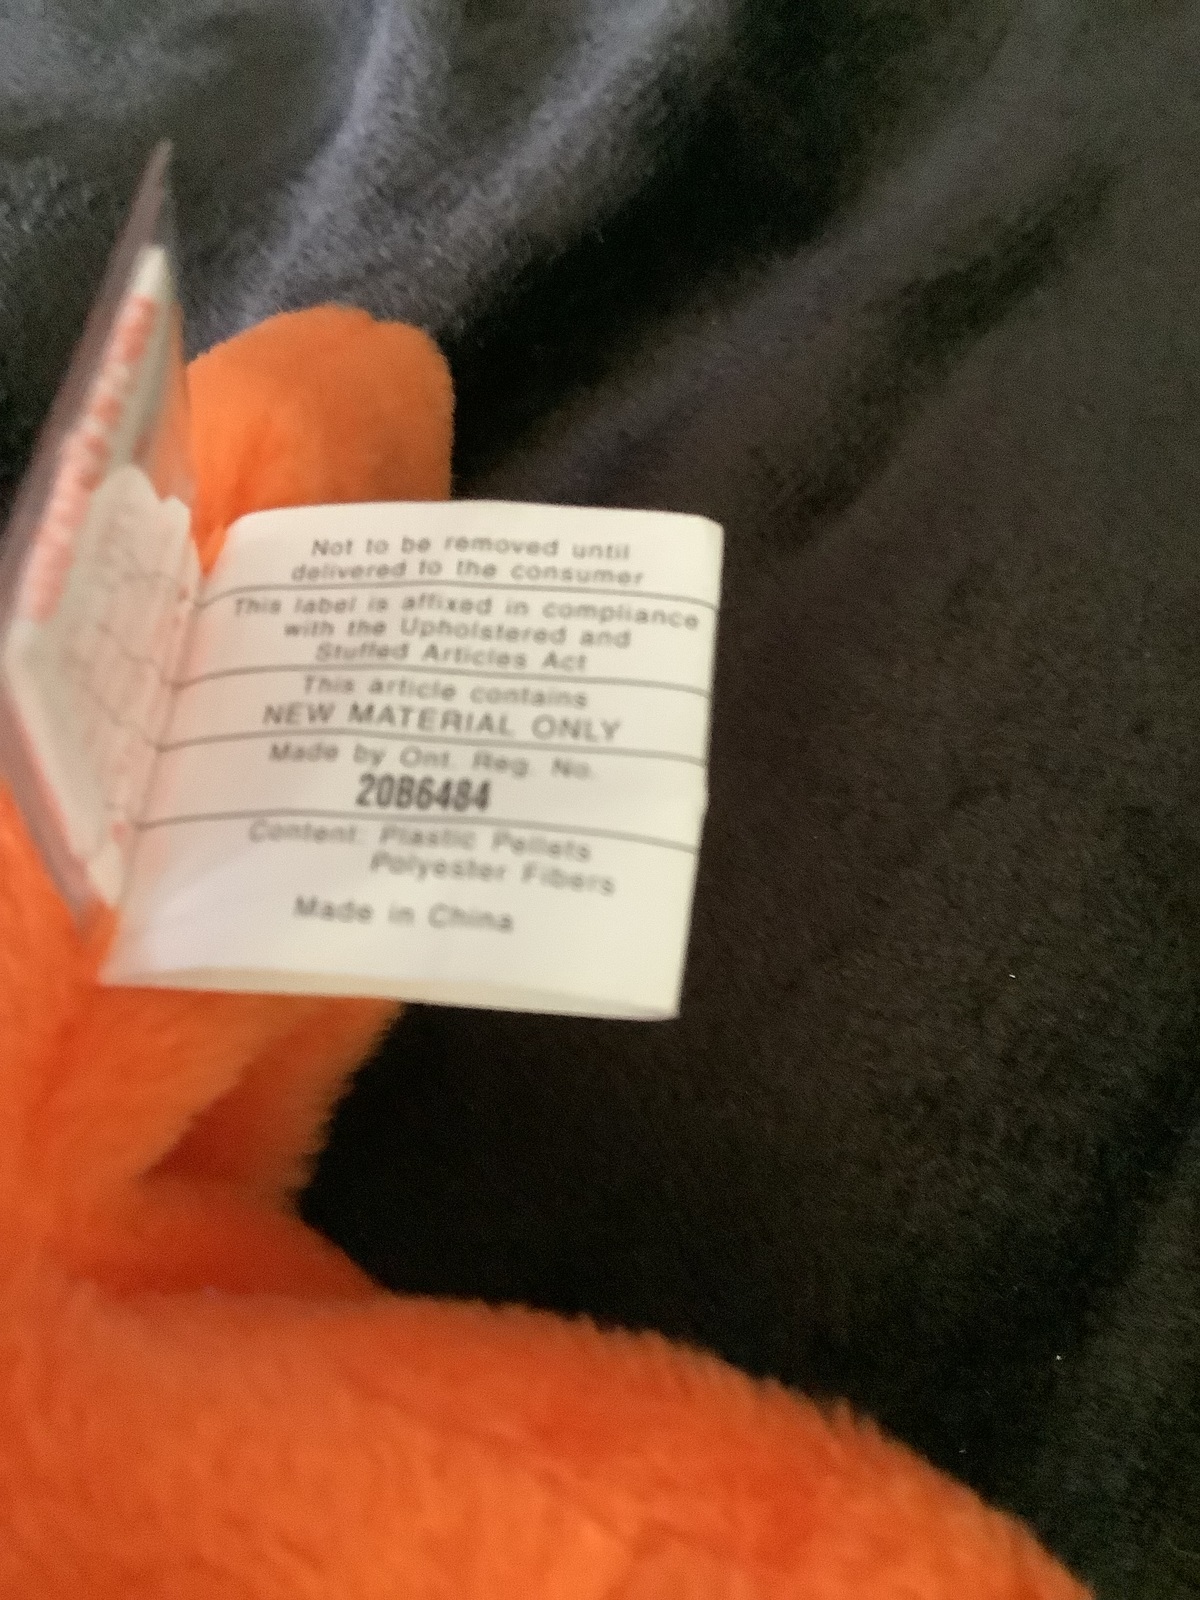 Not to be removed until
delivered to the consumer
This label is affixed in compliance
with the Upholstered and
Stuffed Articles Act
This article contains
NEW MATERIAL ONLY
Made by Ont. Reg. No.
20B6484
Content: Plastic Pellets
Polyester Fibers
Made in China